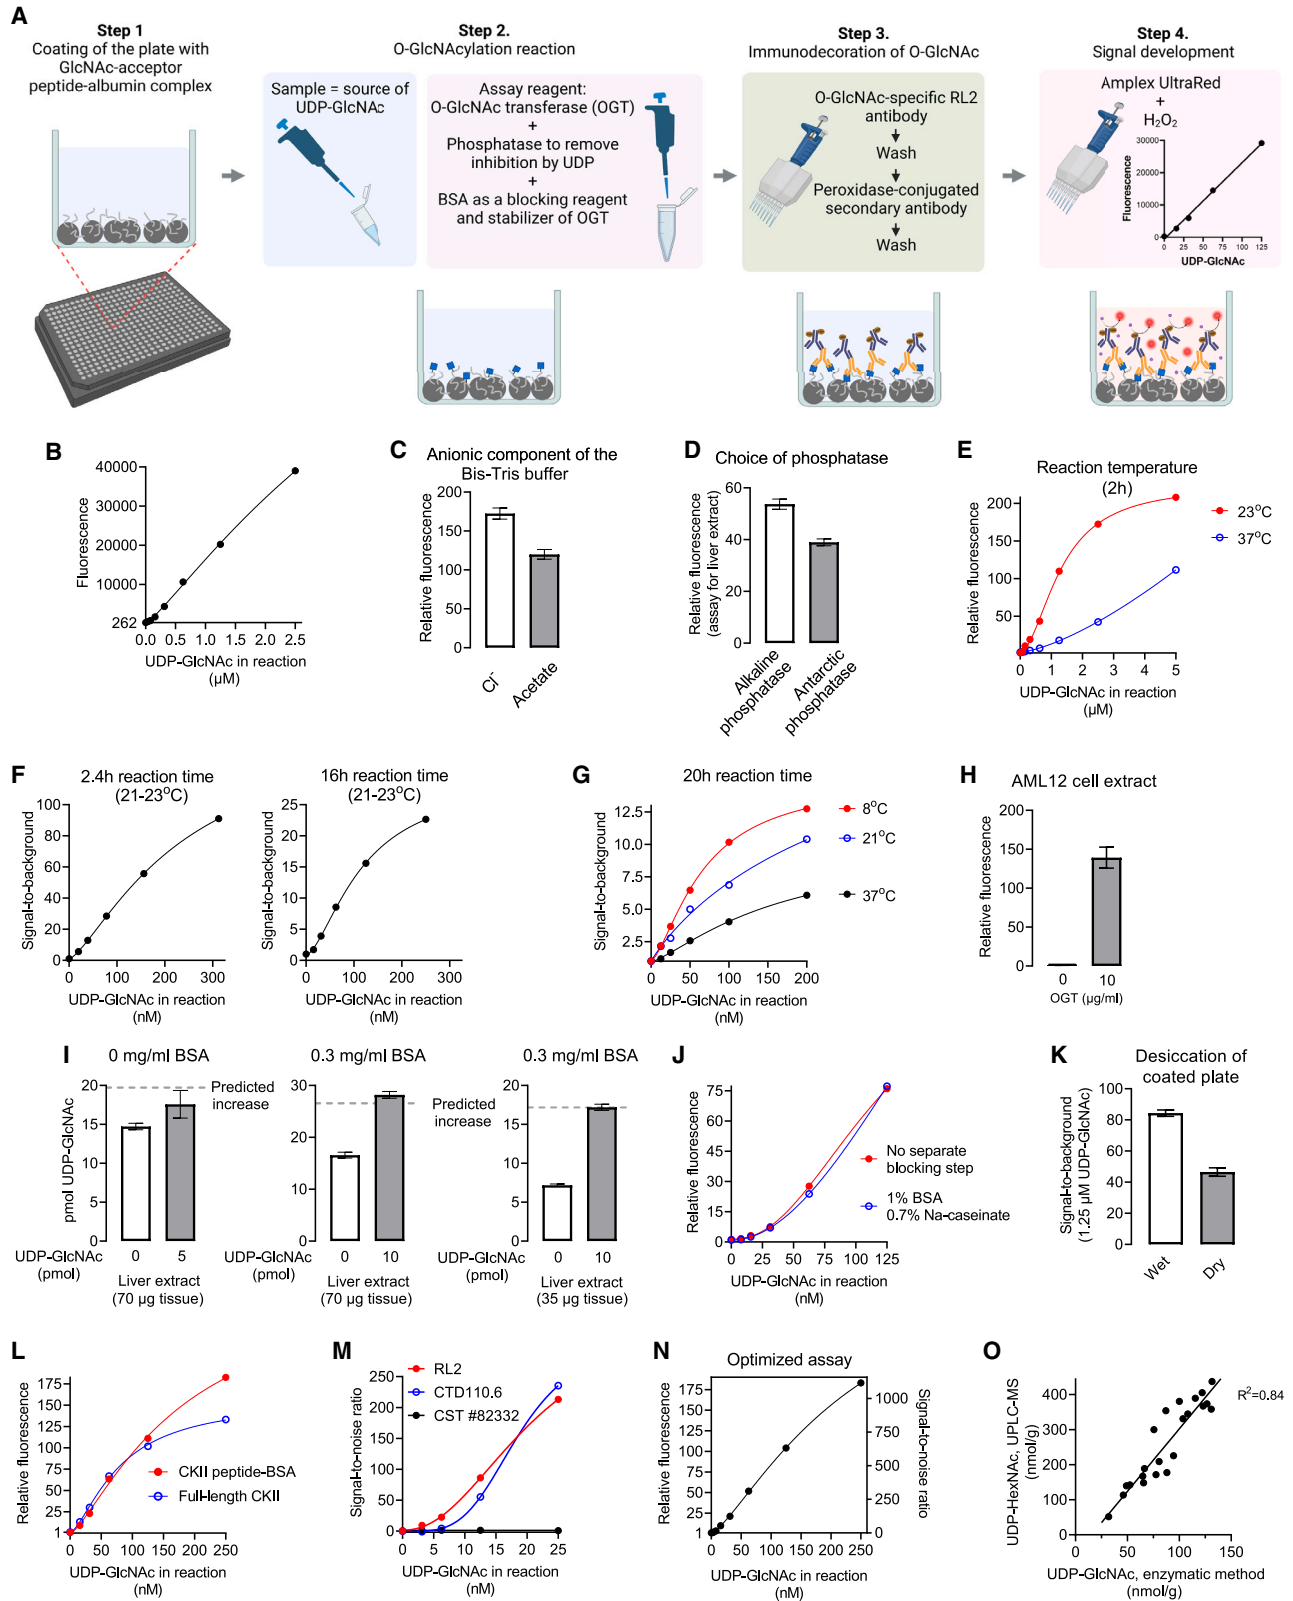 A
Step 1
Coating of the plate with
GlcNAc-acceptor
peptide-albumin complex
Step 2.
O-GlcNAcylation reaction
Sample = source of
UDP-GlcNAc
Assay reagent:
O-GlcNAc transferase (OGT)
+
Phosphatase to remove
inhibition by UDP
+
BSA as a blocking reagent
and stabilizer of OGT
Step 3.
Immunodecoration of O-GlcNAc
O-GlcNAc-specific RL2
antibody
Wash
Peroxidase-conjugated
secondary antibody
Wash
Step 4.
Signal development
Amplex UltraRed
+
H₂O₂
30000
20000
10000
0
Fluorescence
0 25 50 75 100 125
UDP-GlcNAc
B
40000
30000
20000
10000
262
Fluorescence
0.0 0.5 1.0 1.5 2.0 2.5
UDP-GlcNAc in reaction
(µM)
C
Anionic component of the
Bis-Tris buffer
200
150
100
50
0
Relative fluorescence
Cl⁻
Acetate
D
Choice of phosphatase
60
40
20
0
Relative fluorescence
(assay for liver extract)
Alkaline
phosphatase
Antarctic
phosphatase
E
Reaction temperature
(2h)
200
150
100
50
Relative fluorescence
23°C
37°C
0 1 2 3 4 5
UDP-GlcNAc in reaction
(µM)
F
2.4h reaction time
(21-23°C)
100
80
60
40
20
0
Signal-to-background
0 100 200 300
UDP-GlcNAc in reaction
(nM)
16h reaction time
(21-23°C)
25
20
15
10
5
0
Signal-to-background
0 100 200 300
UDP-GlcNAc in reaction
(nM)
G
20h reaction time
12.5
10.0
7.5
5.0
2.5
Signal-to-background
8°C
21°C
37°C
0 50 100 150 200
UDP-GlcNAc in reaction
(nM)
H
AML12 cell extract
200
150
100
50
0
Relative fluorescence
0 10
OGT (µg/ml)
I
0 mg/ml BSA
20
15
10
5
0
pmol UDP-GlcNAc
Predicted
increase
UDP-GlcNAc
(pmol)
0 5
Liver extract
(70 µg tissue)
0.3 mg/ml BSA
30
20
10
0
UDP-GlcNAc
(pmol)
0 10
Liver extract
(70 µg tissue)
0.3 mg/ml BSA
Predicted
increase
20
15
10
5
0
UDP-GlcNAc
(pmol)
0 10
Liver extract
(35 µg tissue)
J
75
60
45
30
15
1
Relative fluorescence
No separate
blocking step
1% BSA
0.7% Na-caseinate
0 25 50 75 100 125
UDP-GlcNAc in reaction
(nM)
K
Desiccation of
coated plate
100
80
60
40
20
0
Signal-to-background
(1.25 µM UDP-GlcNAc)
Wet
Dry
L
175
150
125
100
75
50
25
1
Relative fluorescence
CKII peptide-BSA
Full-length CKII
0 50 100 150 200 250
UDP-GlcNAc in reaction
(nM)
M
RL2
CTD110.6
CST #82332
250
200
150
100
50
0
Signal-to-noise ratio
0 5 10 15 20 25
UDP-GlcNAc in reaction
(nM)
N
Optimized assay
175
150
125
100
75
50
25
1
Relative fluorescence
1000
750
500
250
0
Signal-to-noise ratio
0 50 100 150 200 250
UDP-GlcNAc in reaction
(nM)
O
400
300
200
100
0
UDP-HexNAc, UPLC-MS
(nmol/g)
R²=0.84
0 50 100 150
UDP-GlcNAc, enzymatic method
(nmol/g)